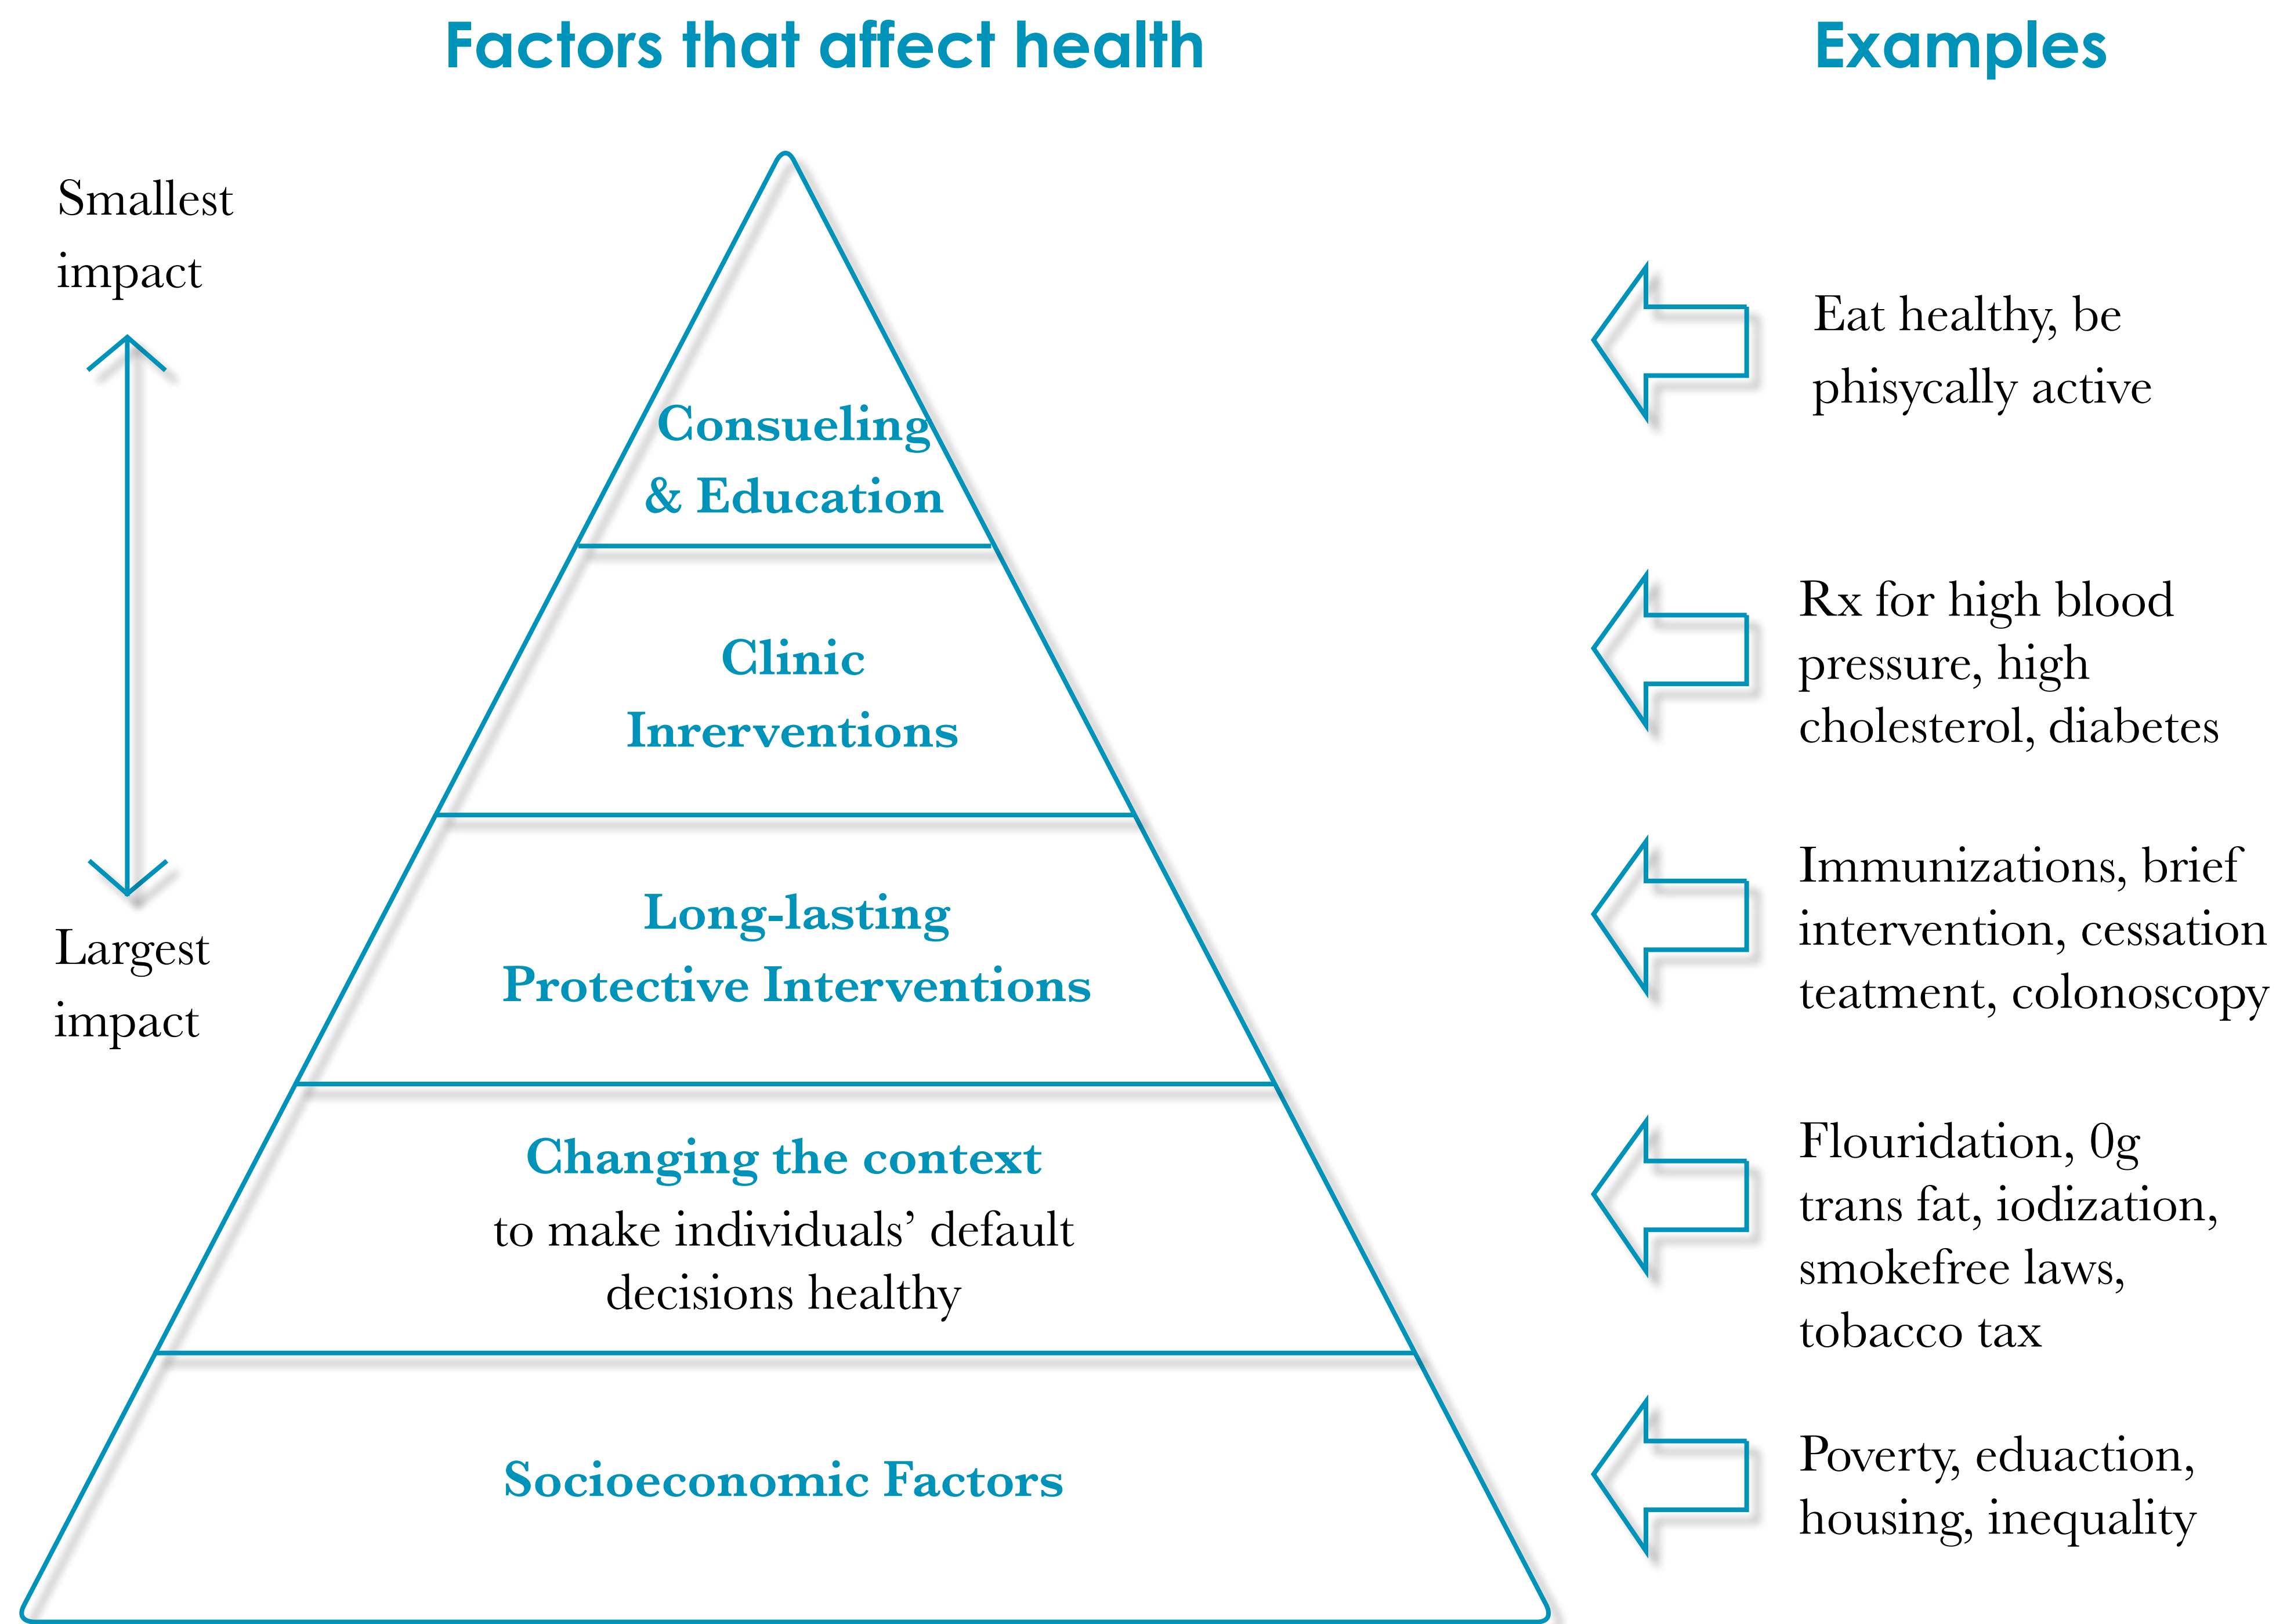 Factors that affect health
Examples
Smallest
impact
Largest
impact
Consueling
& Education
Eat healthy, be
phisycally active
Clinic
Inrerventions
Rx for high blood
pressure, high
cholesterol, diabetes
Long-lasting
Protective Interventions
Immunizations, brief
intervention, cessation
teatment, colonoscopy
Changing the context
to make individuals’ default
decisions healthy
Flouridation, 0g
trans fat, iodization,
smokefree laws,
tobacco tax
Socioeconomic Factors
Poverty, eduaction,
housing, inequality